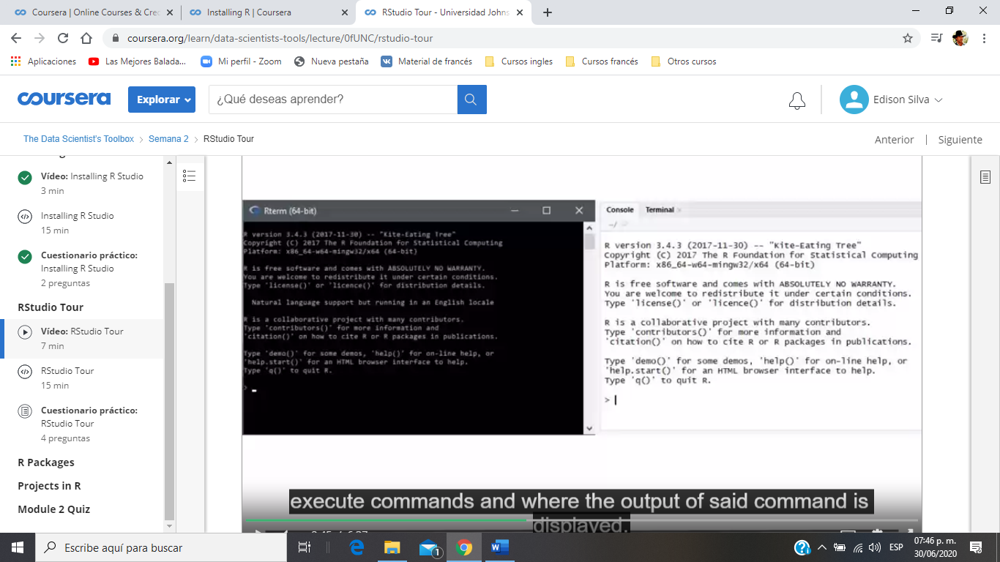 Coursera | Online Courses & Cre
Installing R | Coursera
RStudio Tour - Universidad Johns
coursera.org/learn/data-scientists-tools/lecture/0fUNC/rstudio-tour
Aplicaciones
Las Mejores Balada...
Mi perfil - Zoom
Nueva pestaña
Material de francés
Cursos ingles
Cursos francés
Otros cursos
coursera
Explorar
¿Qué deseas aprender?
Edison Silva
The Data Scientist's Toolbox > Semana 2 > RStudio Tour
Anterior | Siguiente
Vídeo: Installing R Studio
3 min
Installing R Studio
15 min
Cuestionario práctico:
Installing R Studio
2 preguntas
RStudio Tour
Vídeo: RStudio Tour
7 min
RStudio Tour
15 min
Cuestionario práctico:
RStudio Tour
4 preguntas
R Packages
Projects in R
Module 2 Quiz
Rterm (64-bit)
R version 3.4.3 (2017-11-30) -- "Kite-Eating Tree"
Copyright (C) 2017 The R Foundation for Statistical Computing
Platform: x86_64-w64-mingw32/x64 (64-bit)
R is free software and comes with ABSOLUTELY NO WARRANTY.
You are welcome to redistribute it under certain conditions.
Type 'license()' or 'licence()' for distribution details.
Natural language support but running in an English locale
R is a collaborative project with many contributors.
Type 'contributors()' for more information and
'citation()' on how to cite R or R packages in publications.
Type 'demo()' for some demos, 'help()' for on-line help, or
'help.start()' for an HTML browser interface to help.
Type 'q()' to quit R.
>
Console Terminal
~/
R version 3.4.3 (2017-11-30) -- "Kite-Eating Tree"
Copyright (C) 2017 The R Foundation for Statistical Computing
Platform: x86_64-w64-mingw32/x64 (64-bit)
R is free software and comes with ABSOLUTELY NO WARRANTY.
You are welcome to redistribute it under certain conditions.
Type 'license()' or 'licence()' for distribution details.
R is a collaborative project with many contributors.
Type 'contributors()' for more information and
'citation()' on how to cite R or R packages in publications.
Type 'demo()' for some demos, 'help()' for on-line help, or
'help.start()' for an HTML browser interface to help.
Type 'q()' to quit R.
>
execute commands and where the output of said command is
displayed.
Escribe aquí para buscar
1
ESP
07:46 p. m.
30/06/2020